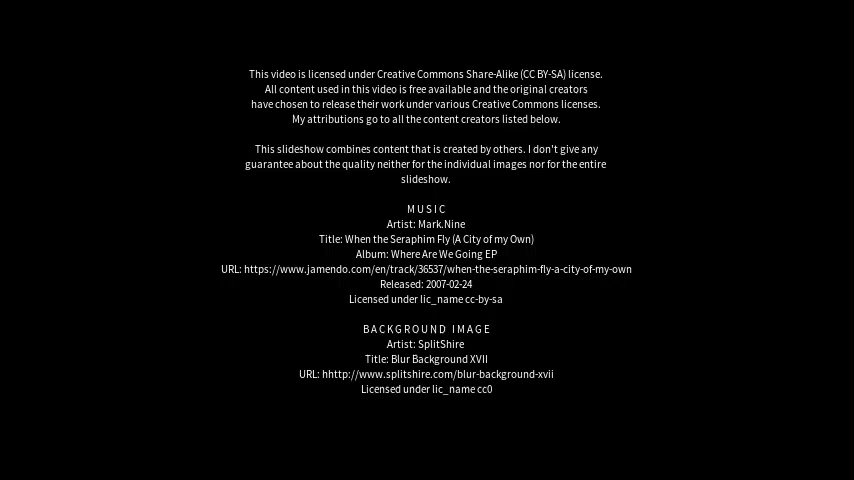 This video is licensed under Creative Commons Share-Alike (CC BY-SA) license.
All content used in this video is free available and the original creators
have chosen to release their work under various Creative Commons licenses.
My attributions go to all the content creators listed below.
This slideshow combines content that is created by others. I don't give any
guarantee about the quality neither for the individual images nor for the entire
slideshow.
MUSIC
Artist: Mark.Nine
Title: When the Seraphim Fly (A City of my Own)
Album: Where Are We Going EP
URL: https://www.jamendo.com/en/track/36537/when-the-seraphim-fly-a-city-of-my-own
Released: 2007-02-24
Licensed under lic_name cc-by-sa
BACKGROUND IMAGE
Artist: SplitShire
Title: Blur Background XVII
URL: hhttp://www.splitshire.com/blur-background-xvii
Licensed under lic_name cc0